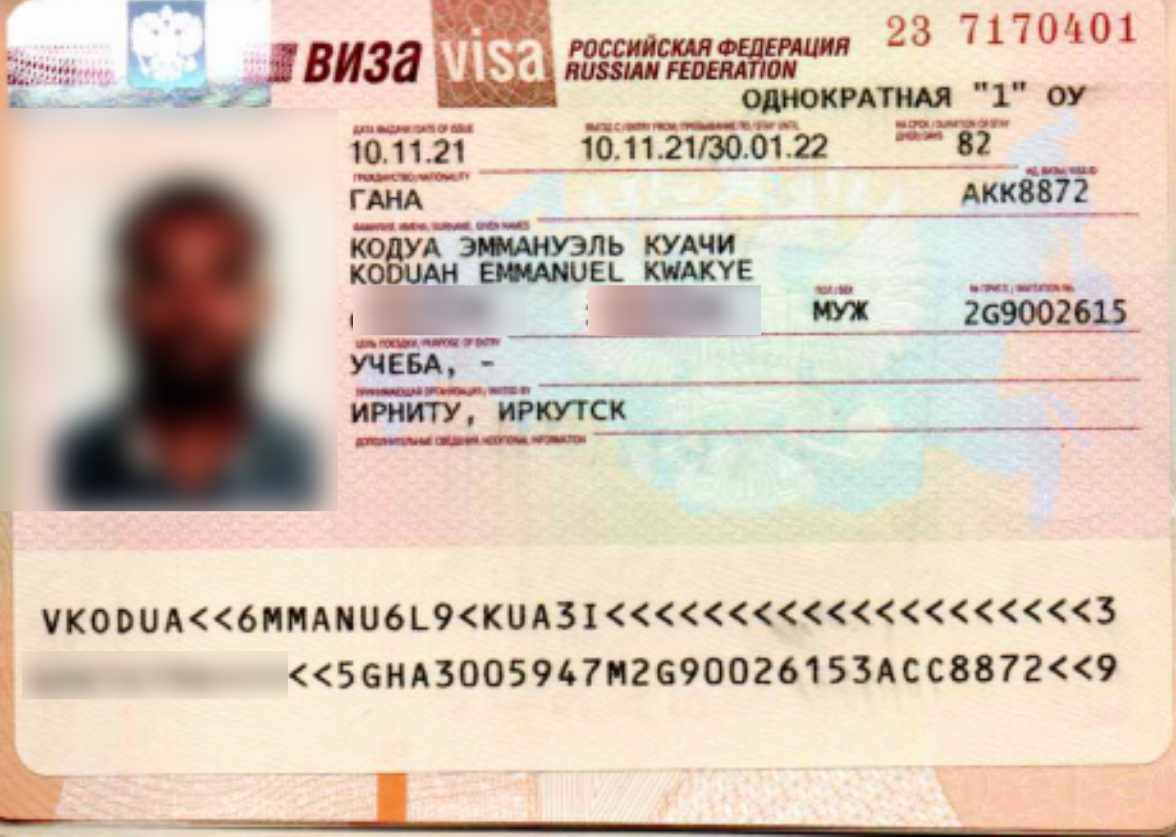 виза visa РОССИЙСКАЯ ФЕДЕРАЦИЯ 23 7170401
RUSSIAN FEDERATION
ОДНОКРАТНАЯ "1" ОУ
ДАТА ВЫДАЧИ / DATE OF ISSUE ВЪЕЗД С / ENTRY FROM / ПРЕБЫВАНИЕ ПО / STAY UNTIL НА СРОК / DURATION OF STAY
ДНЕЙ / DAYS
10.11.21 10.11.21/30.01.22 82
ГРАЖДАНСТВО / NATIONALITY ИД. ВИЗЫ / VISA ID
ГАНА АКК8872
ФАМИЛИЯ, ИМЕНА / SURNAME, GIVEN NAMES
КОДУА ЭММАНУЭЛЬ КУАЧИ
KODUAH EMMANUEL KWAKYE
ПОЛ / SEX № ПРИГЛ. / INVITATION No.
МУЖ 2G9002615
ЦЕЛЬ ПОЕЗДКИ / PURPOSE OF ENTRY
УЧЕБА, -
ПРИНИМАЮЩАЯ ОРГАНИЗАЦИЯ / INVITED BY
ИРНИТУ, ИРКУТСК
ДОПОЛНИТЕЛЬНЫЕ СВЕДЕНИЯ / ADDITIONAL INFORMATION
VKODUA<<6MMANU6L9<KUA3I<<<<<<<<<<<<<<<<<<<<<3
<<5GHA3005947M2G90026153ACC8872<<9